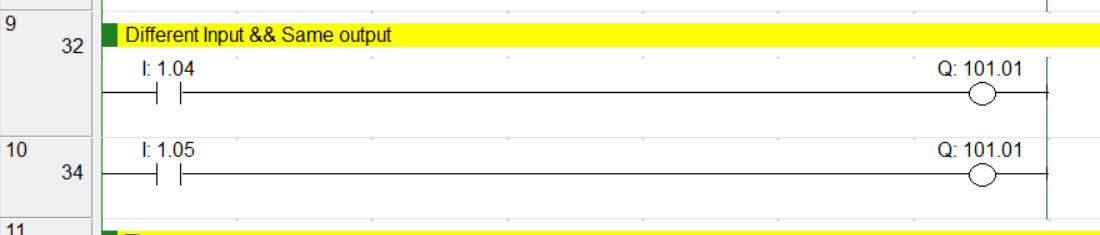 9
32
Different Input && Same output
I: 1.04
Q: 101.01
10
34
I: 1.05
Q: 101.01
11